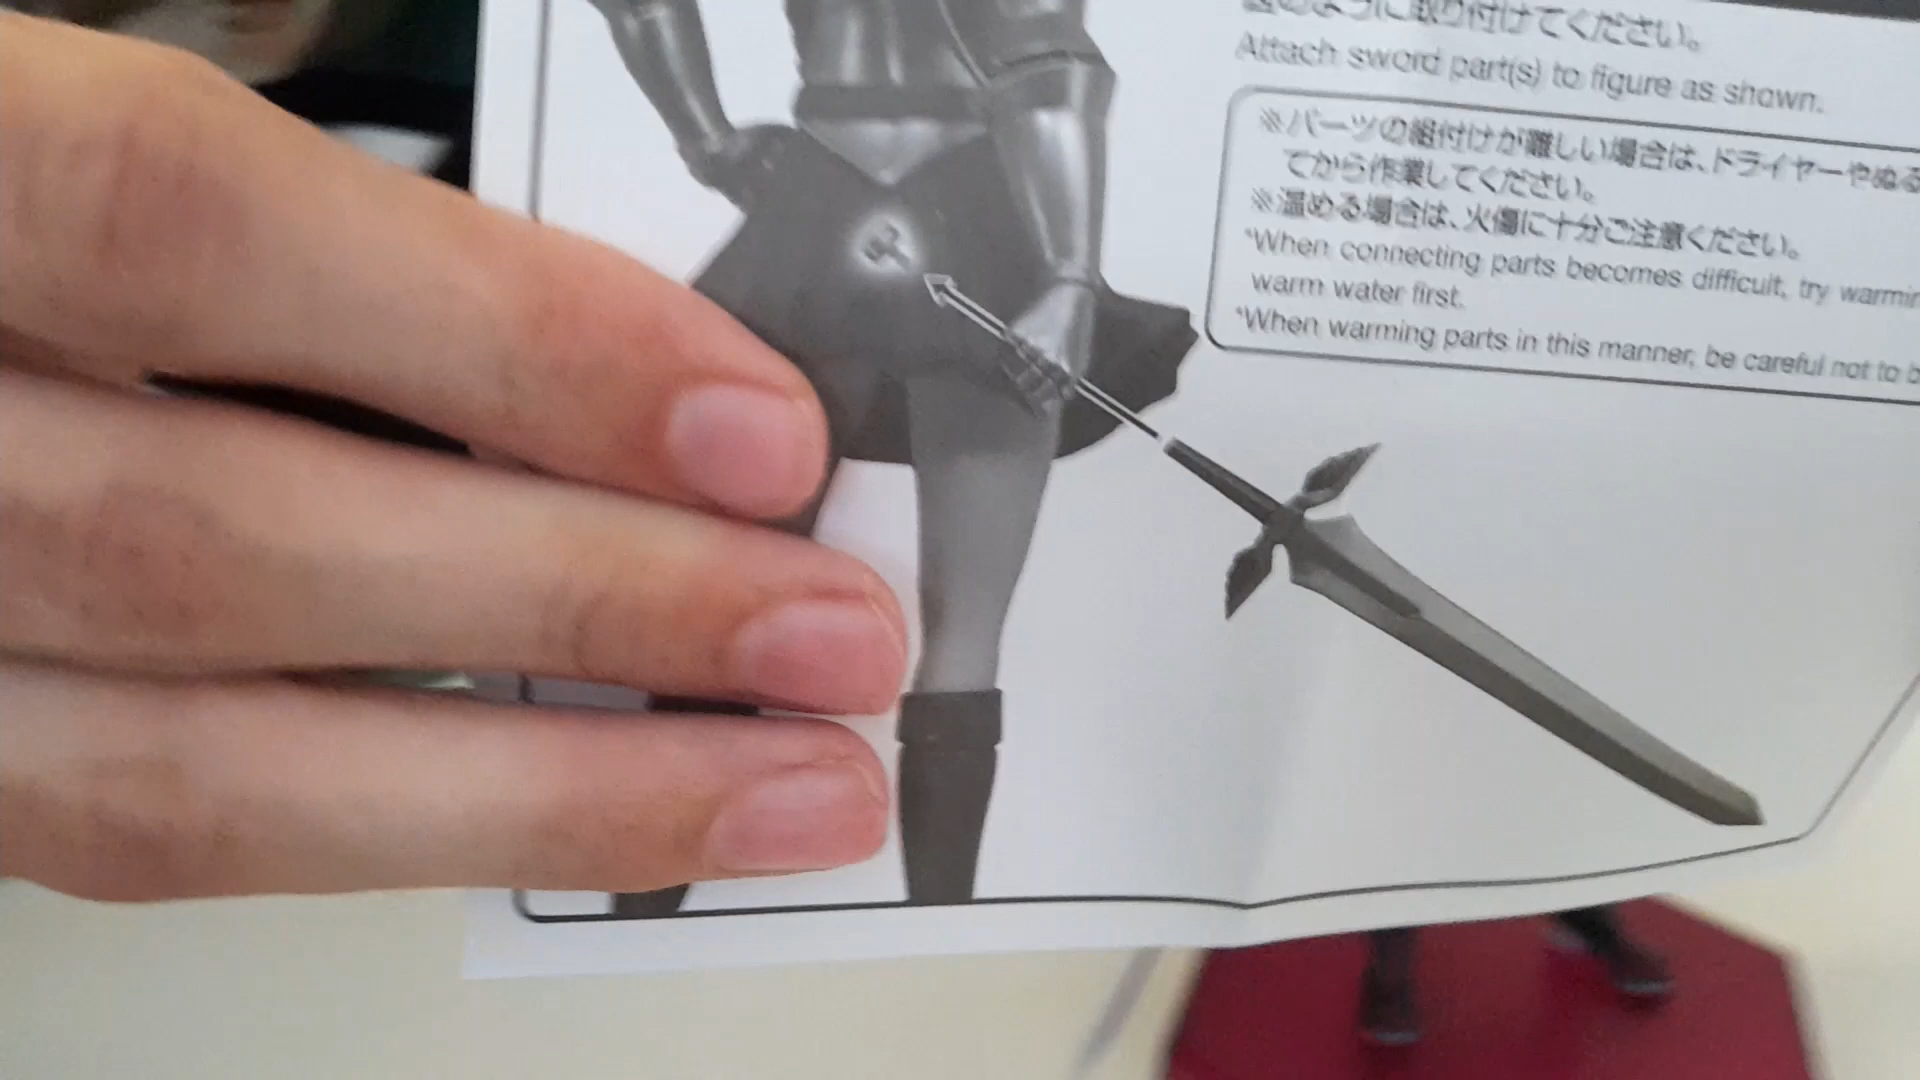 のように取り付けてください。
Attach sword part(s) to figure as shown.
※パーツの組付けが難しい場合は、ドライヤーやぬる
てから作業してください。
※温める場合は、火傷に十分ご注意ください。
*When connecting parts becomes difficult, try warmin
warm water first.
*When warming parts in this manner, be careful not to b